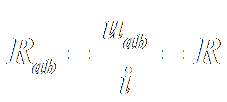 R_ab = u_ab / i = R